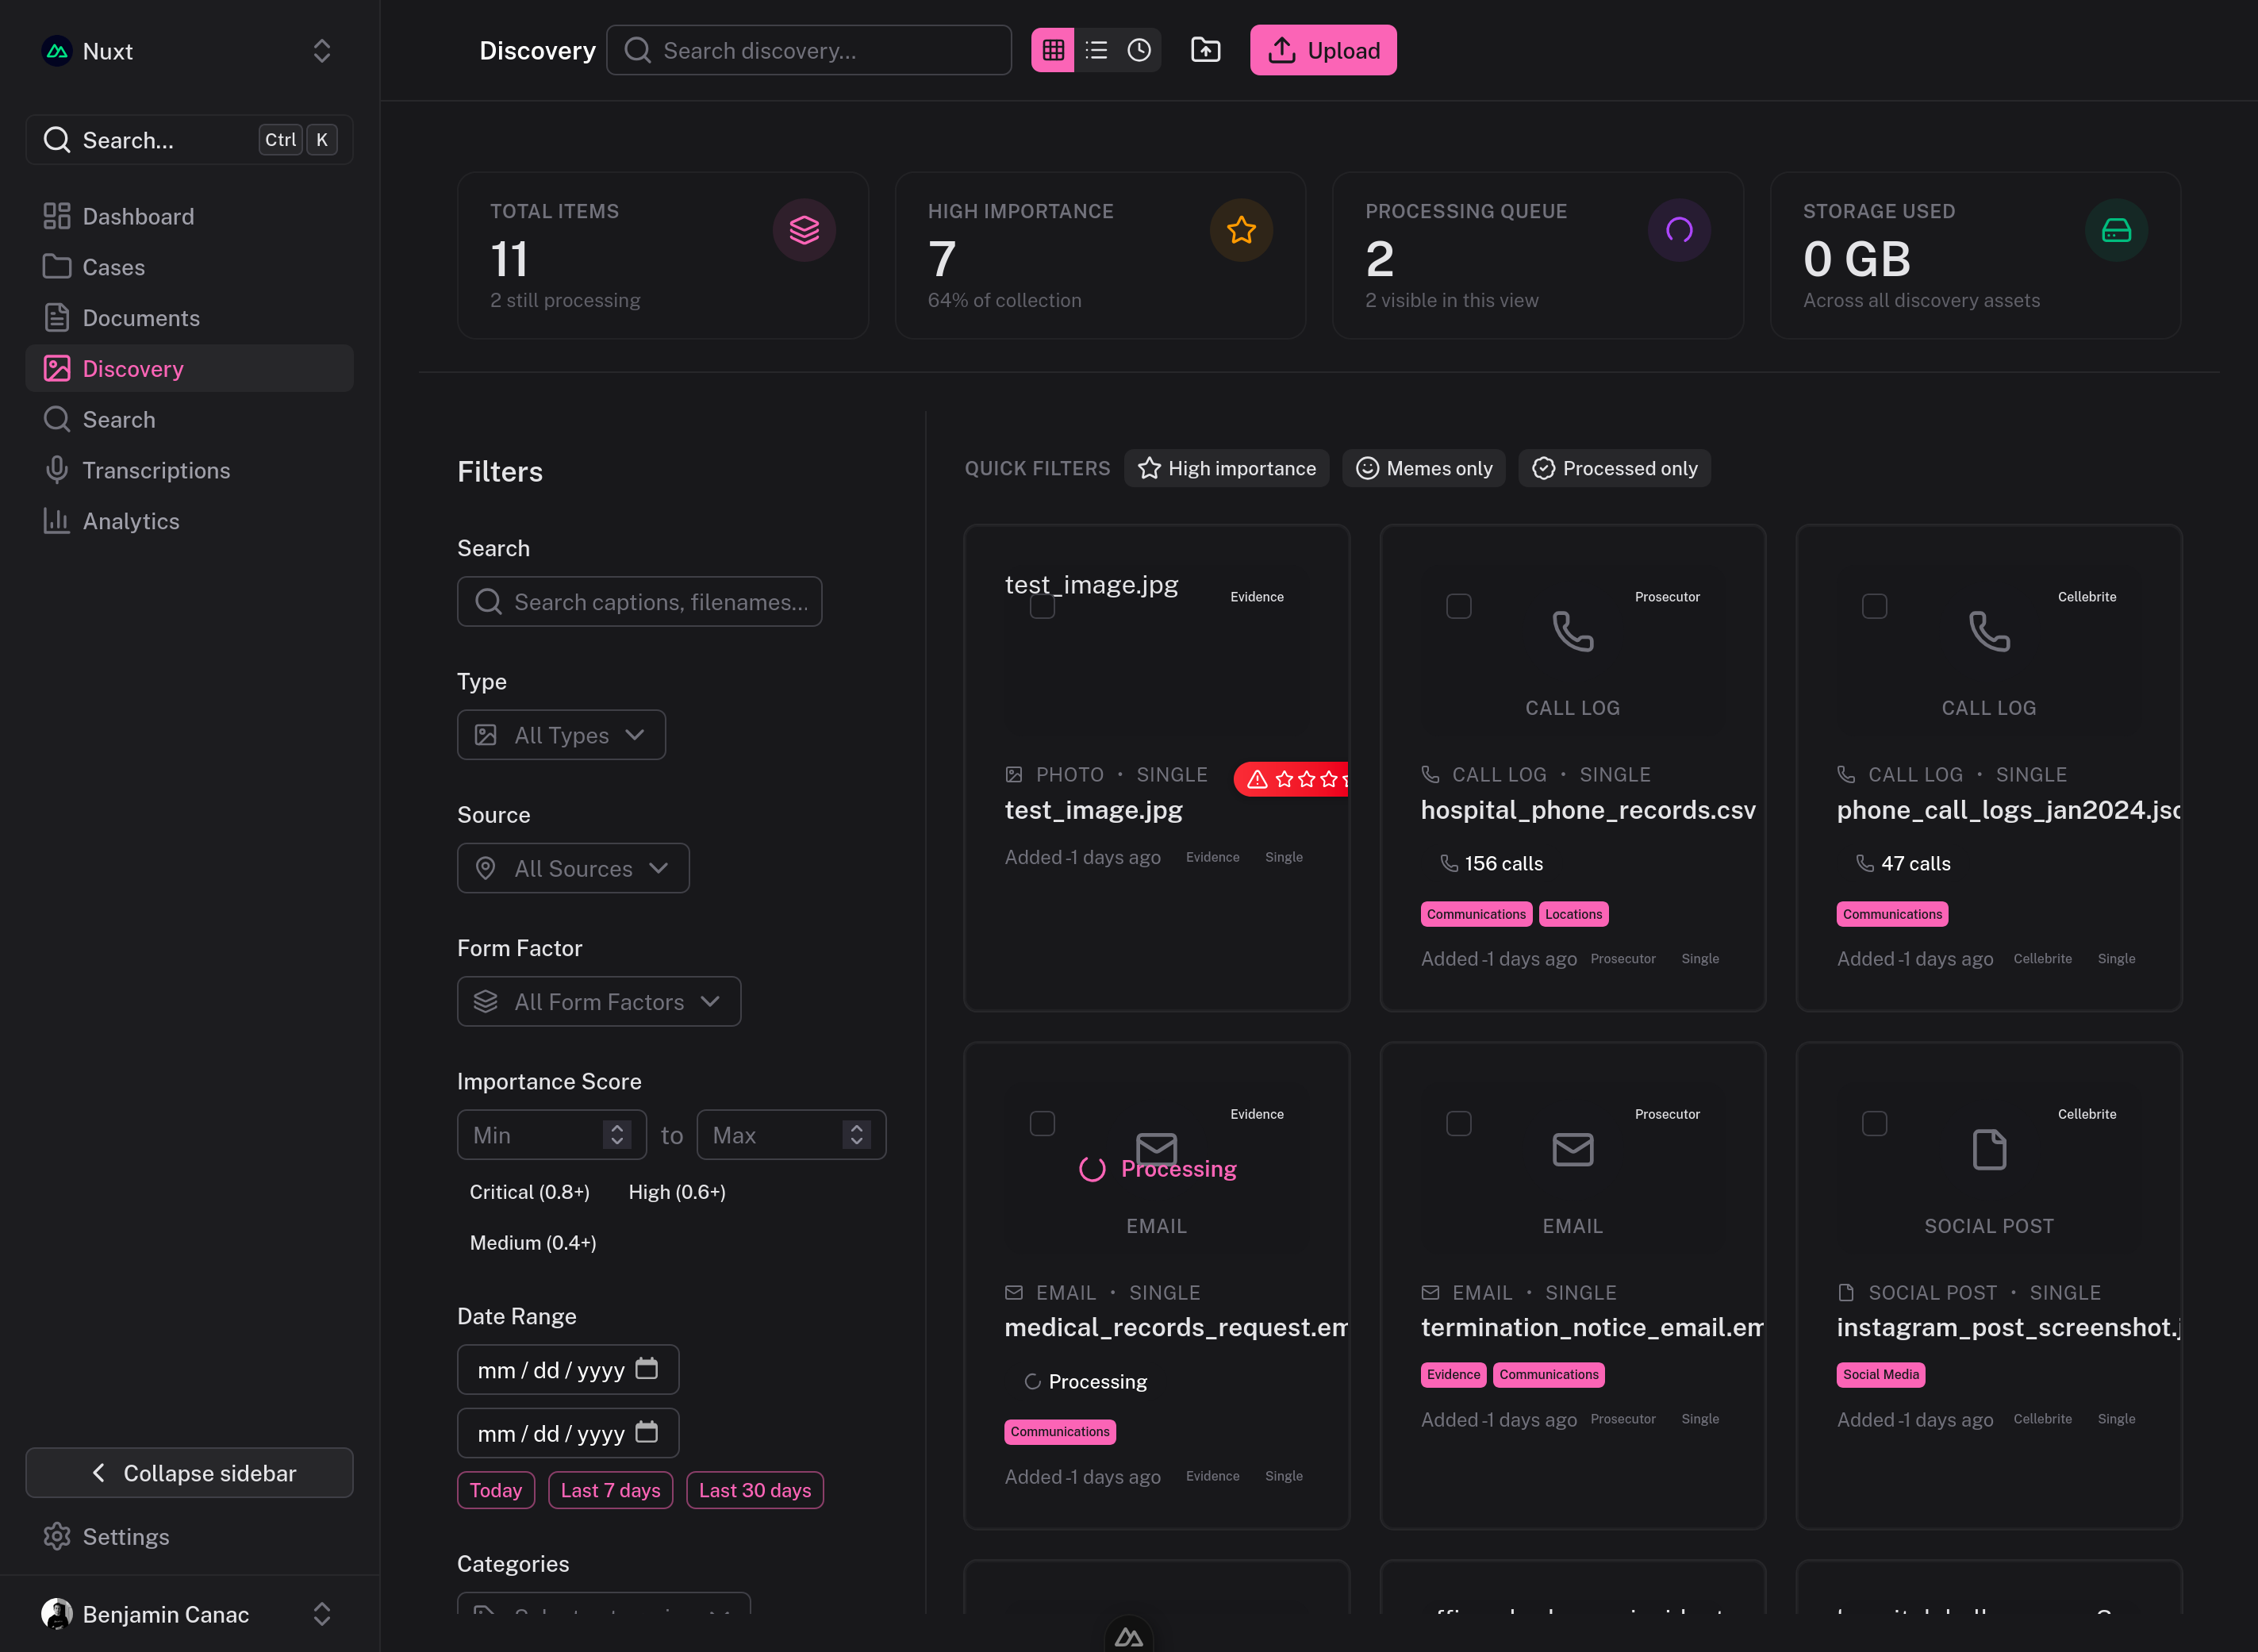 Nuxt
Search...
Ctrl K
Dashboard
Cases
Documents
Discovery
Search
Transcriptions
Analytics
Collapse sidebar
Settings
Benjamin Canac
Discovery
Search discovery...
Upload
TOTAL ITEMS
11
2 still processing
HIGH IMPORTANCE
7
64% of collection
PROCESSING QUEUE
2
2 visible in this view
STORAGE USED
0 GB
Across all discovery assets
Filters
Search
Search captions, filenames...
Type
All Types
Source
All Sources
Form Factor
All Form Factors
Importance Score
Min to Max
Critical (0.8+) High (0.6+)
Medium (0.4+)
Date Range
mm / dd / yyyy
mm / dd / yyyy
Today Last 7 days Last 30 days
Categories
QUICK FILTERS High importance Memes only Processed only
test_image.jpg
Evidence
PHOTO • SINGLE
test_image.jpg
Added -1 days ago Evidence Single
Prosecutor
CALL LOG
CALL LOG • SINGLE
hospital_phone_records.csv
156 calls
Communications Locations
Added -1 days ago Prosecutor Single
Cellebrite
CALL LOG
CALL LOG • SINGLE
phone_call_logs_jan2024.jsc
47 calls
Communications
Added -1 days ago Cellebrite Single
Evidence
Processing
EMAIL
EMAIL • SINGLE
medical_records_request.em
Processing
Communications
Added -1 days ago Evidence Single
Prosecutor
EMAIL
EMAIL • SINGLE
termination_notice_email.em
Evidence Communications
Added -1 days ago Prosecutor Single
Cellebrite
SOCIAL POST
SOCIAL POST • SINGLE
instagram_post_screenshot.j
Social Media
Added -1 days ago Cellebrite Single